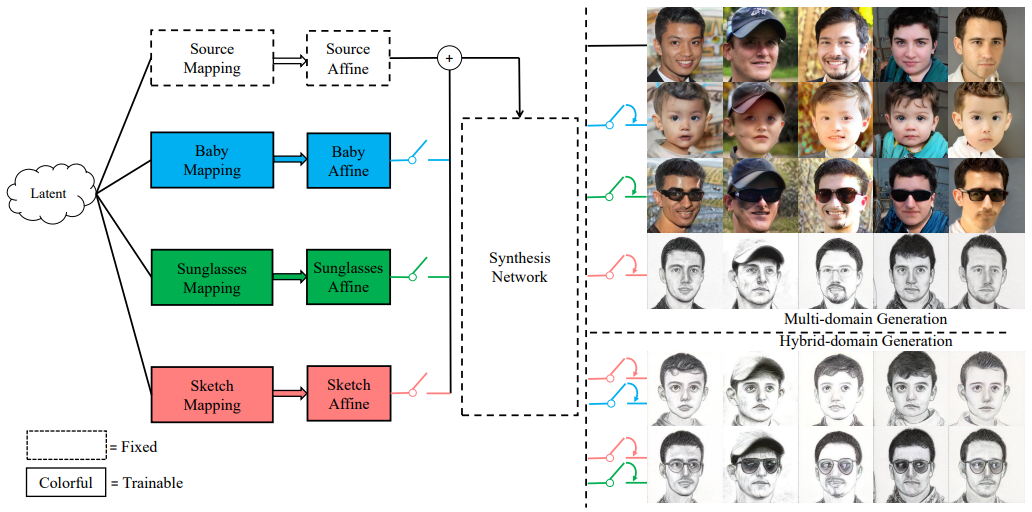 Source
Mapping
Source
Affine
+
Baby
Mapping
Baby
Affine
Latent
Synthesis
Network
Sunglasses
Mapping
Sunglasses
Affine
Multi-domain Generation
Hybrid-domain Generation
Sketch
Mapping
Sketch
Affine
= Fixed
Colorful
= Trainable